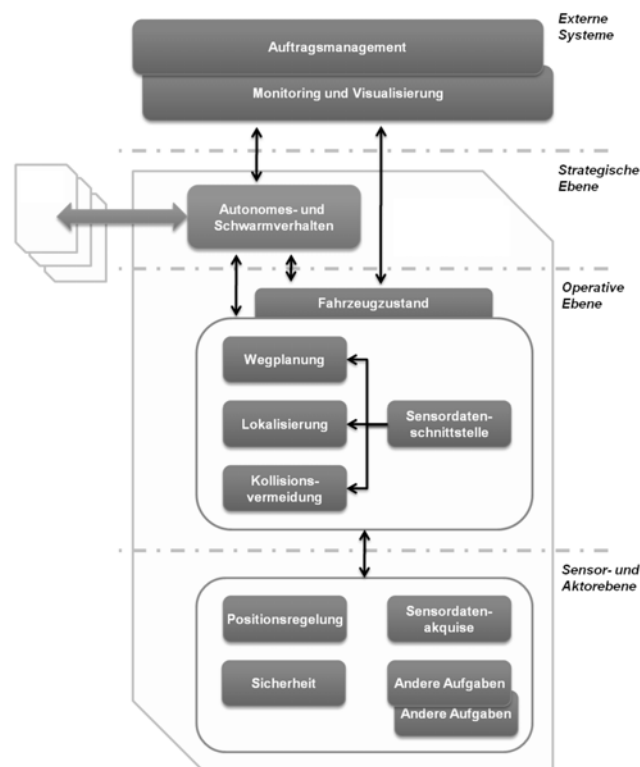 Externe
Systeme
Auftragsmanagement
Monitoring und Visualisierung
Strategische
Ebene
Autonomes- und
Schwarmverhalten
Operative
Ebene
Fahrzeugzustand
Wegplanung
Lokalisierung
Sensordaten-
schnittstelle
Kollisions-
vermeidung
Sensor- und
Aktorebene
Positionsregelung
Sensordaten-
akquise
Sicherheit
Andere Aufgaben
Andere Aufgaben